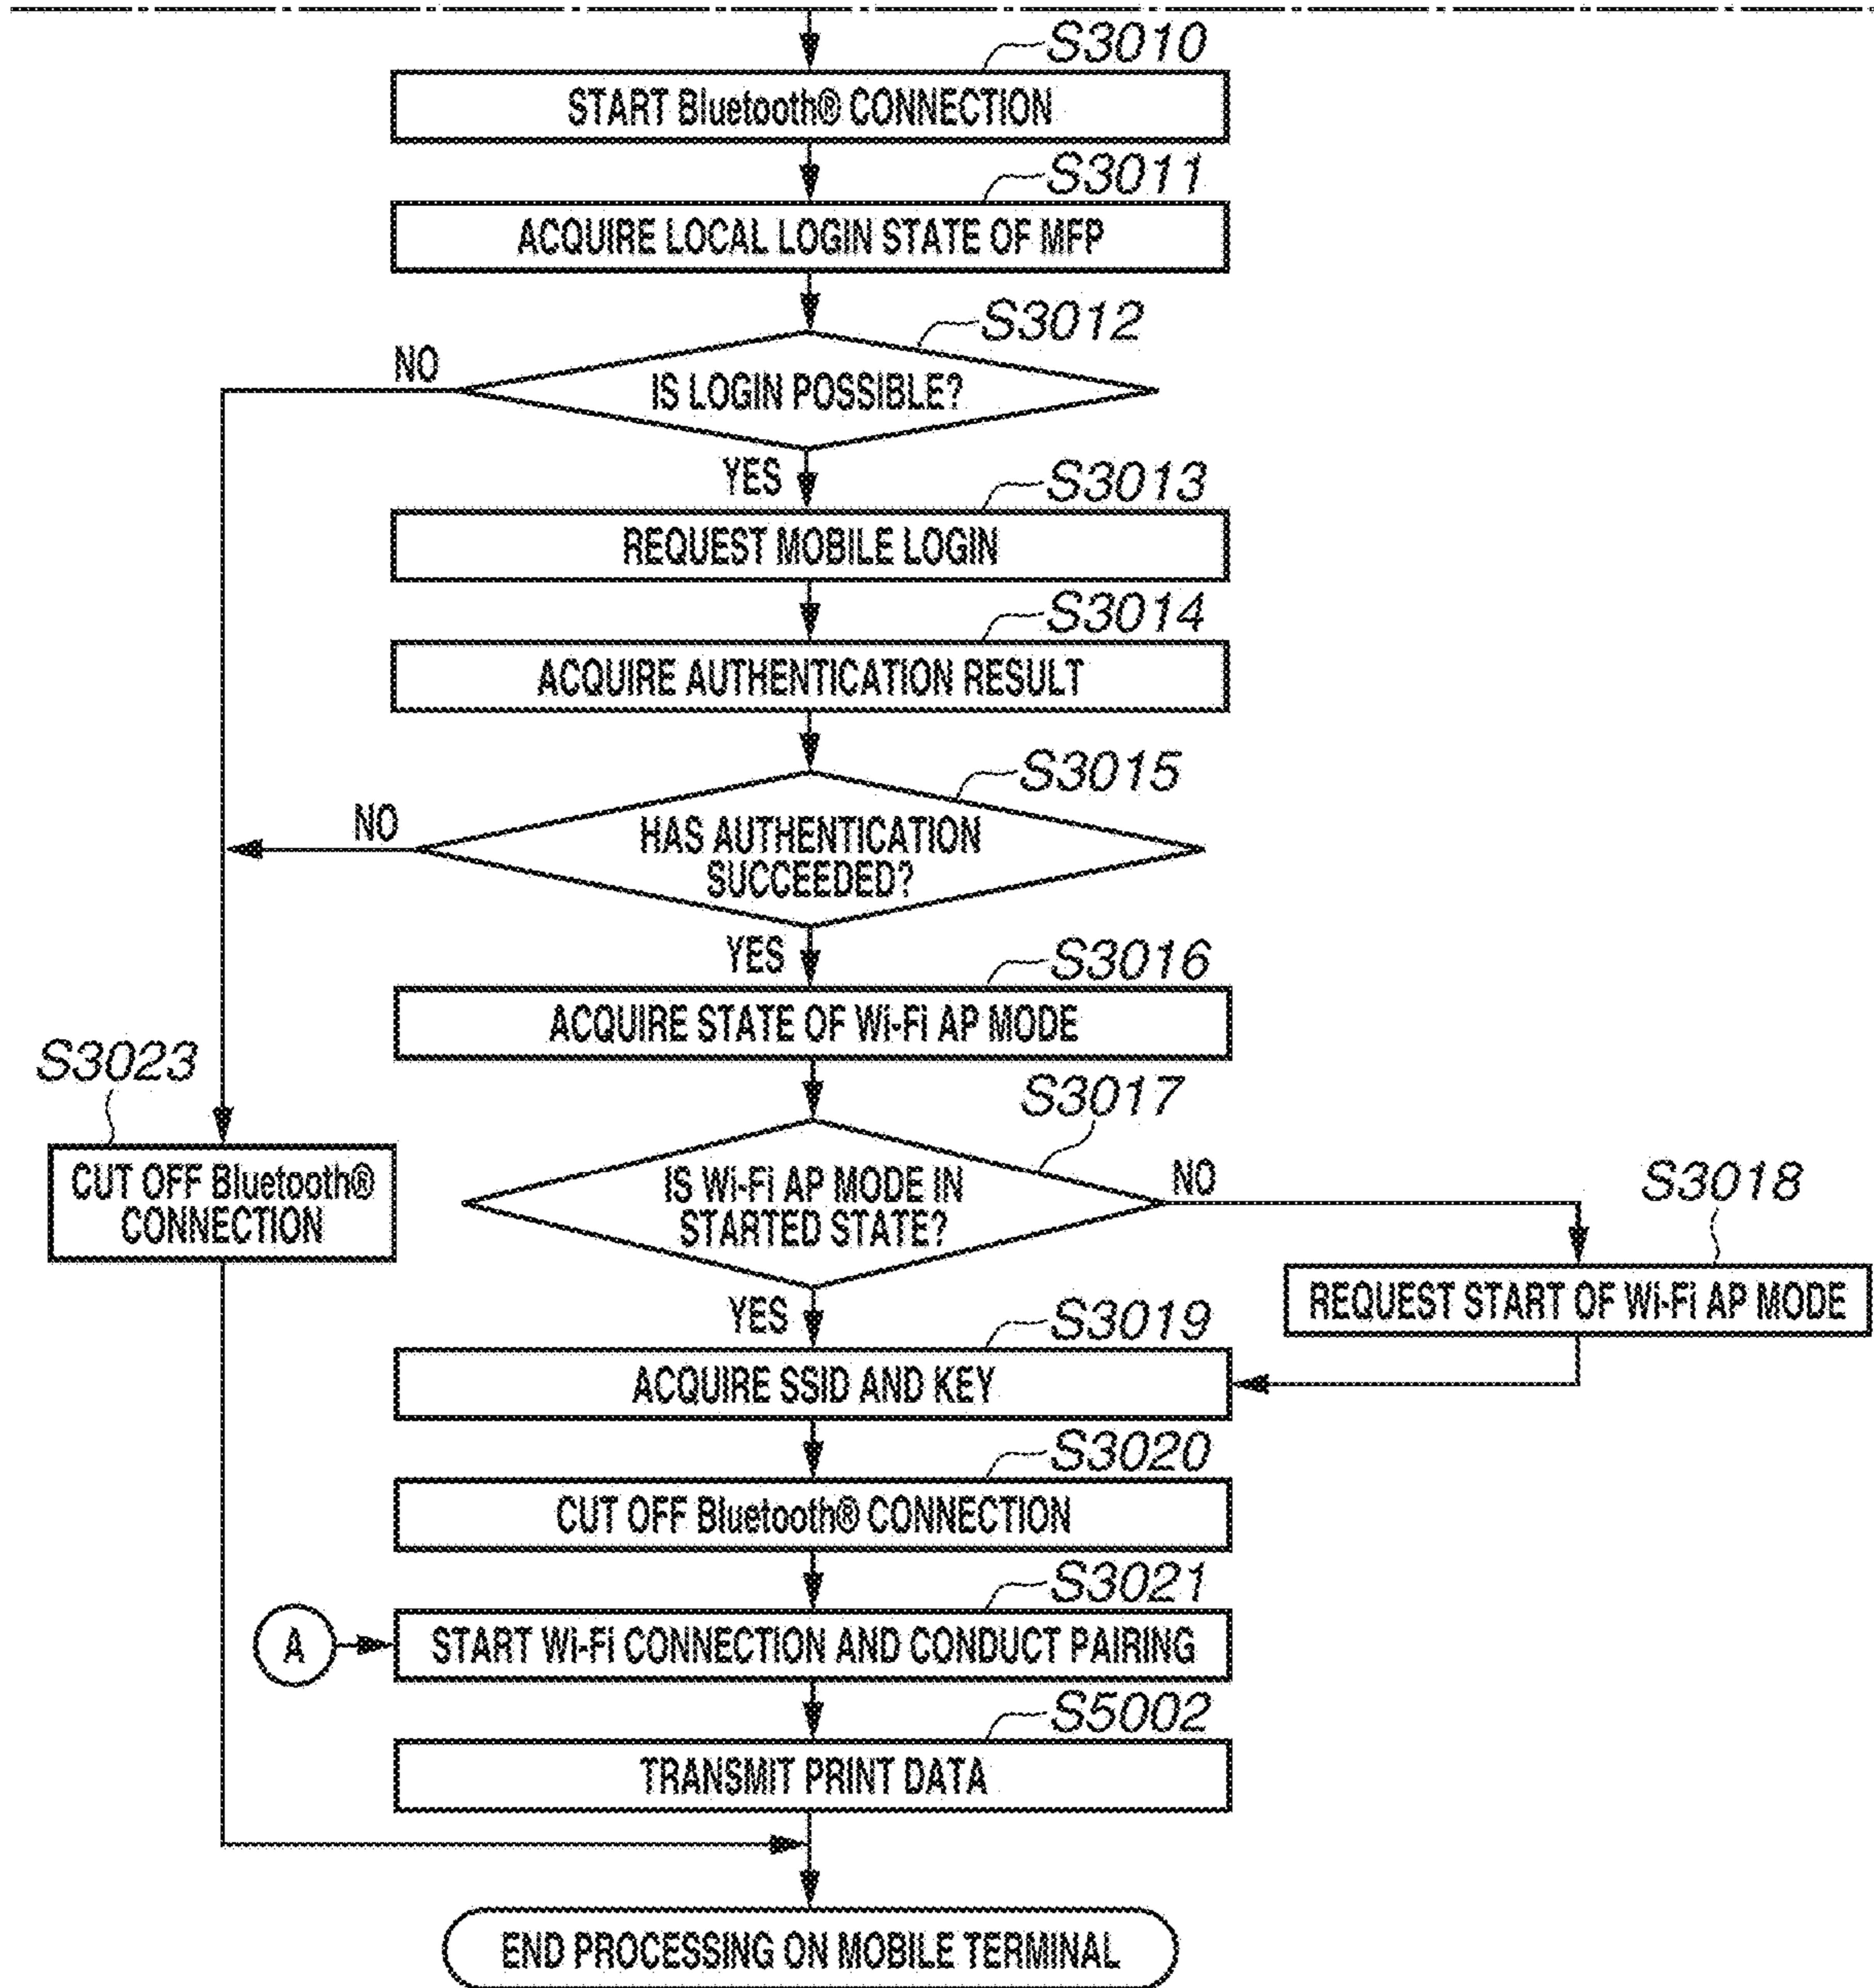 S3010
START Bluetooth® CONNECTION
S3011
ACQUIRE LOCAL LOGIN STATE OF MFP
S3012
NO
IS LOGIN POSSIBLE?
YES
S3013
REQUEST MOBILE LOGIN
S3014
ACQUIRE AUTHENTICATION RESULT
S3015
NO
HAS AUTHENTICATION
SUCCEEDED?
YES
S3016
ACQUIRE STATE OF Wi-Fi AP MODE
S3023
CUT OFF Bluetooth®
CONNECTION
S3017
IS Wi-Fi AP MODE IN
STARTED STATE?
NO
S3018
REQUEST START OF Wi-Fi AP MODE
YES
S3019
ACQUIRE SSID AND KEY
S3020
CUT OFF Bluetooth® CONNECTION
S3021
A
START Wi-Fi CONNECTION AND CONDUCT PAIRING
S5002
TRANSMIT PRINT DATA
END PROCESSING ON MOBILE TERMINAL